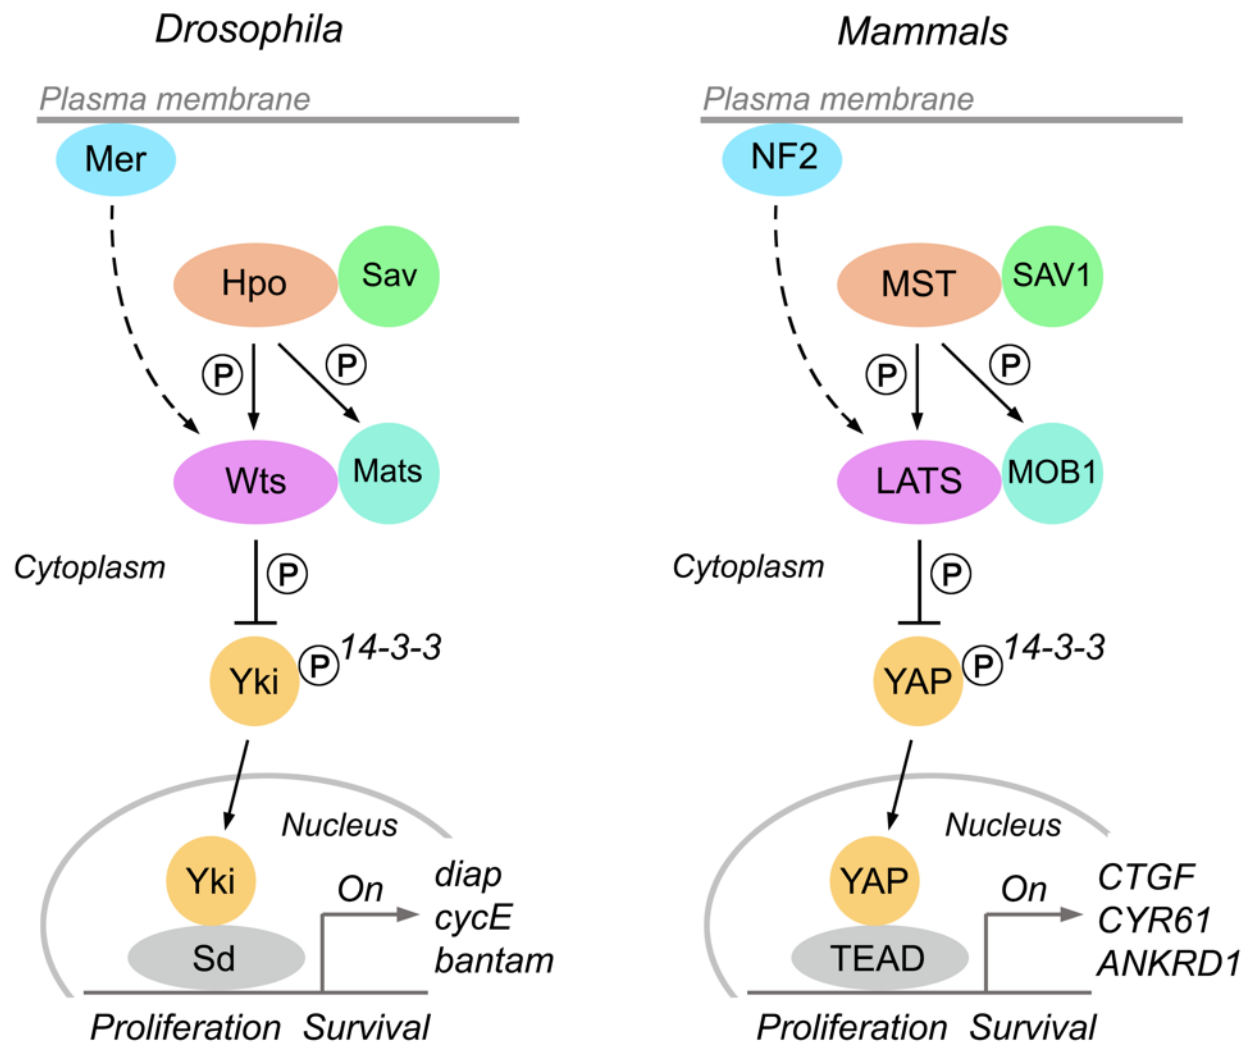 Drosophila
Plasma membrane
Mer
Hpo
Sav
P
P
Wts
Mats
Cytoplasm
P
Yki
P
14-3-3
Nucleus
Yki
Sd
On
diap
cycE
bantam
Proliferation Survival
Mammals
Plasma membrane
NF2
MST
SAV1
P
P
LATS
MOB1
Cytoplasm
P
YAP
P
14-3-3
Nucleus
YAP
TEAD
On
CTGF
CYR61
ANKRD1
Proliferation Survival